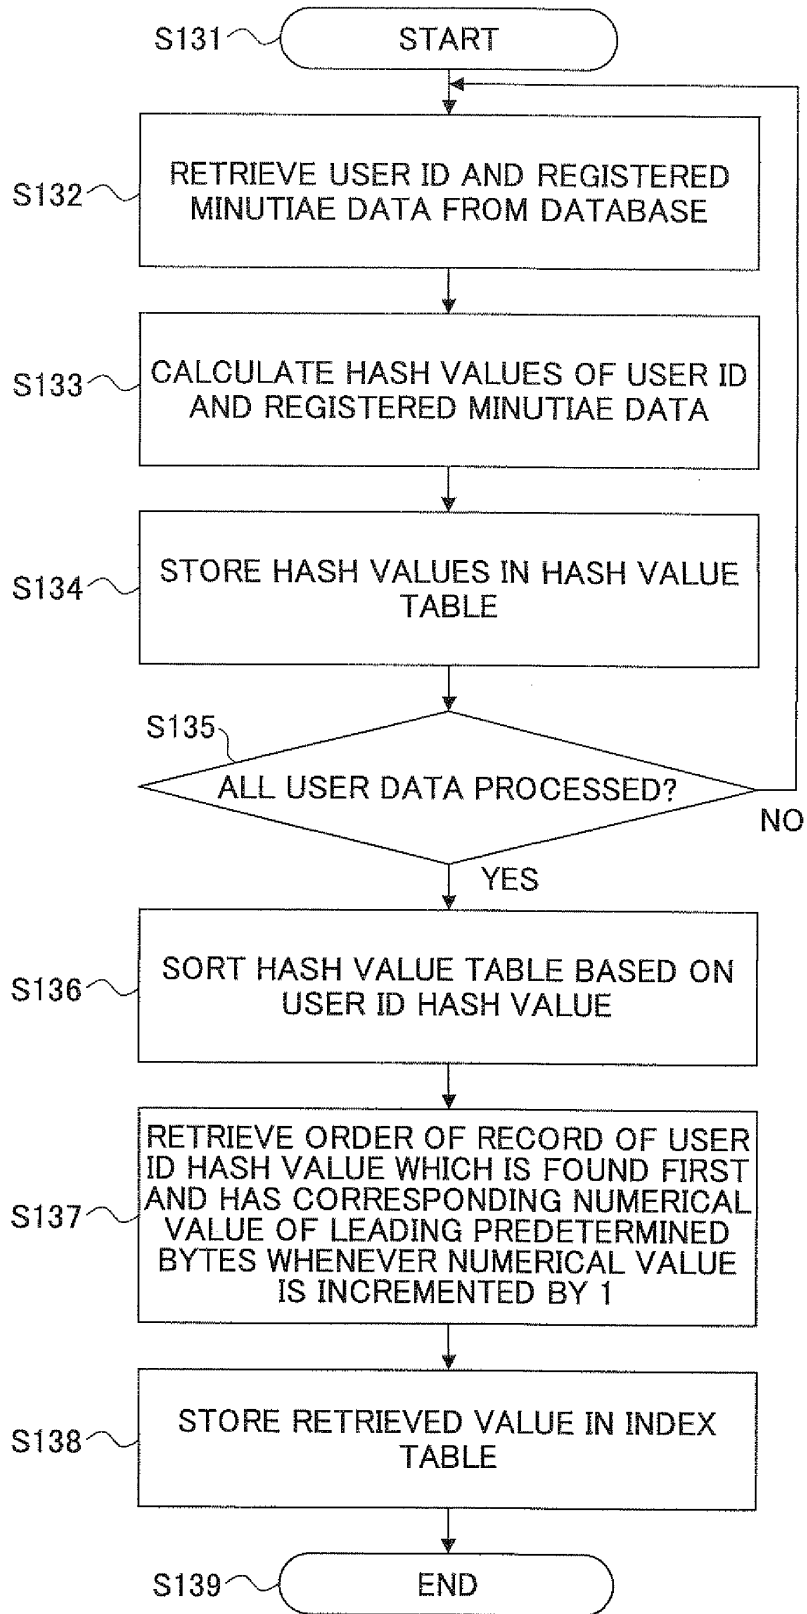 S131
START
S132
RETRIEVE USER ID AND REGISTERED
MINUTIAE DATA FROM DATABASE
S133
CALCULATE HASH VALUES OF USER ID
AND REGISTERED MINUTIAE DATA
S134
STORE HASH VALUES IN HASH VALUE
TABLE
S135
ALL USER DATA PROCESSED?
NO
YES
S136
SORT HASH VALUE TABLE BASED ON
USER ID HASH VALUE
S137
RETRIEVE ORDER OF RECORD OF USER
ID HASH VALUE WHICH IS FOUND FIRST
AND HAS CORRESPONDING NUMERICAL
VALUE OF LEADING PREDETERMINED
BYTES WHENEVER NUMERICAL VALUE
IS INCREMENTED BY 1
S138
STORE RETRIEVED VALUE IN INDEX
TABLE
S139
END